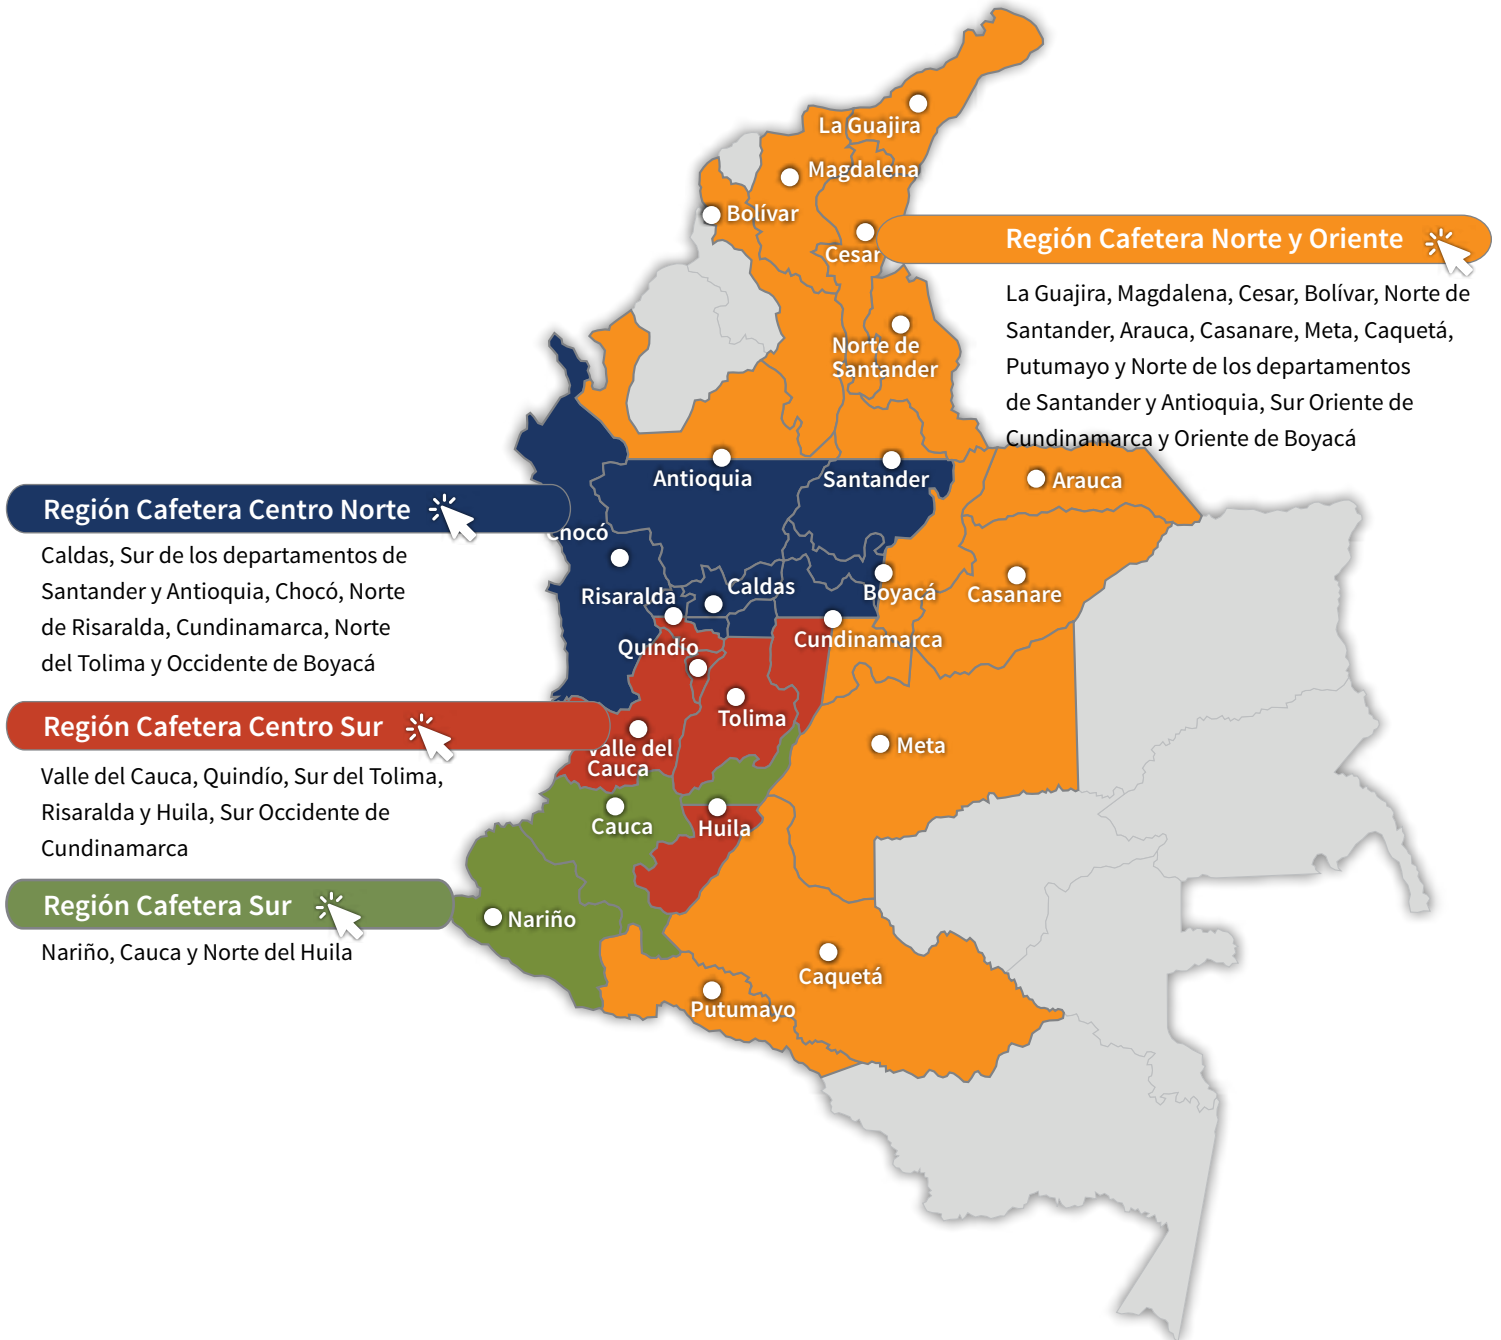 La Guajira
Magdalena
Bolívar
Cesar
Región Cafetera Norte y Oriente
La Guajira, Magdalena, Cesar, Bolívar, Norte de
Santander, Arauca, Casanare, Meta, Caquetá,
Putumayo y Norte de los departamentos
de Santander y Antioquia, Sur Oriente de
Cundinamarca y Oriente de Boyacá
Norte de
Santander
Antioquia
Santander
Arauca
Región Cafetera Centro Norte
Caldas, Sur de los departamentos de
Santander y Antioquia, Chocó, Norte
de Risaralda, Cundinamarca, Norte
del Tolima y Occidente de Boyacá
Chocó
Risaralda
Caldas
Boyacá
Casanare
Quindío
Cundinamarca
Región Cafetera Centro Sur
Valle del Cauca, Quindío, Sur del Tolima,
Risaralda y Huila, Sur Occidente de
Cundinamarca
Tolima
Valle del
Cauca
Meta
Cauca
Huila
Región Cafetera Sur
Nariño, Cauca y Norte del Huila
Nariño
Caquetá
Putumayo